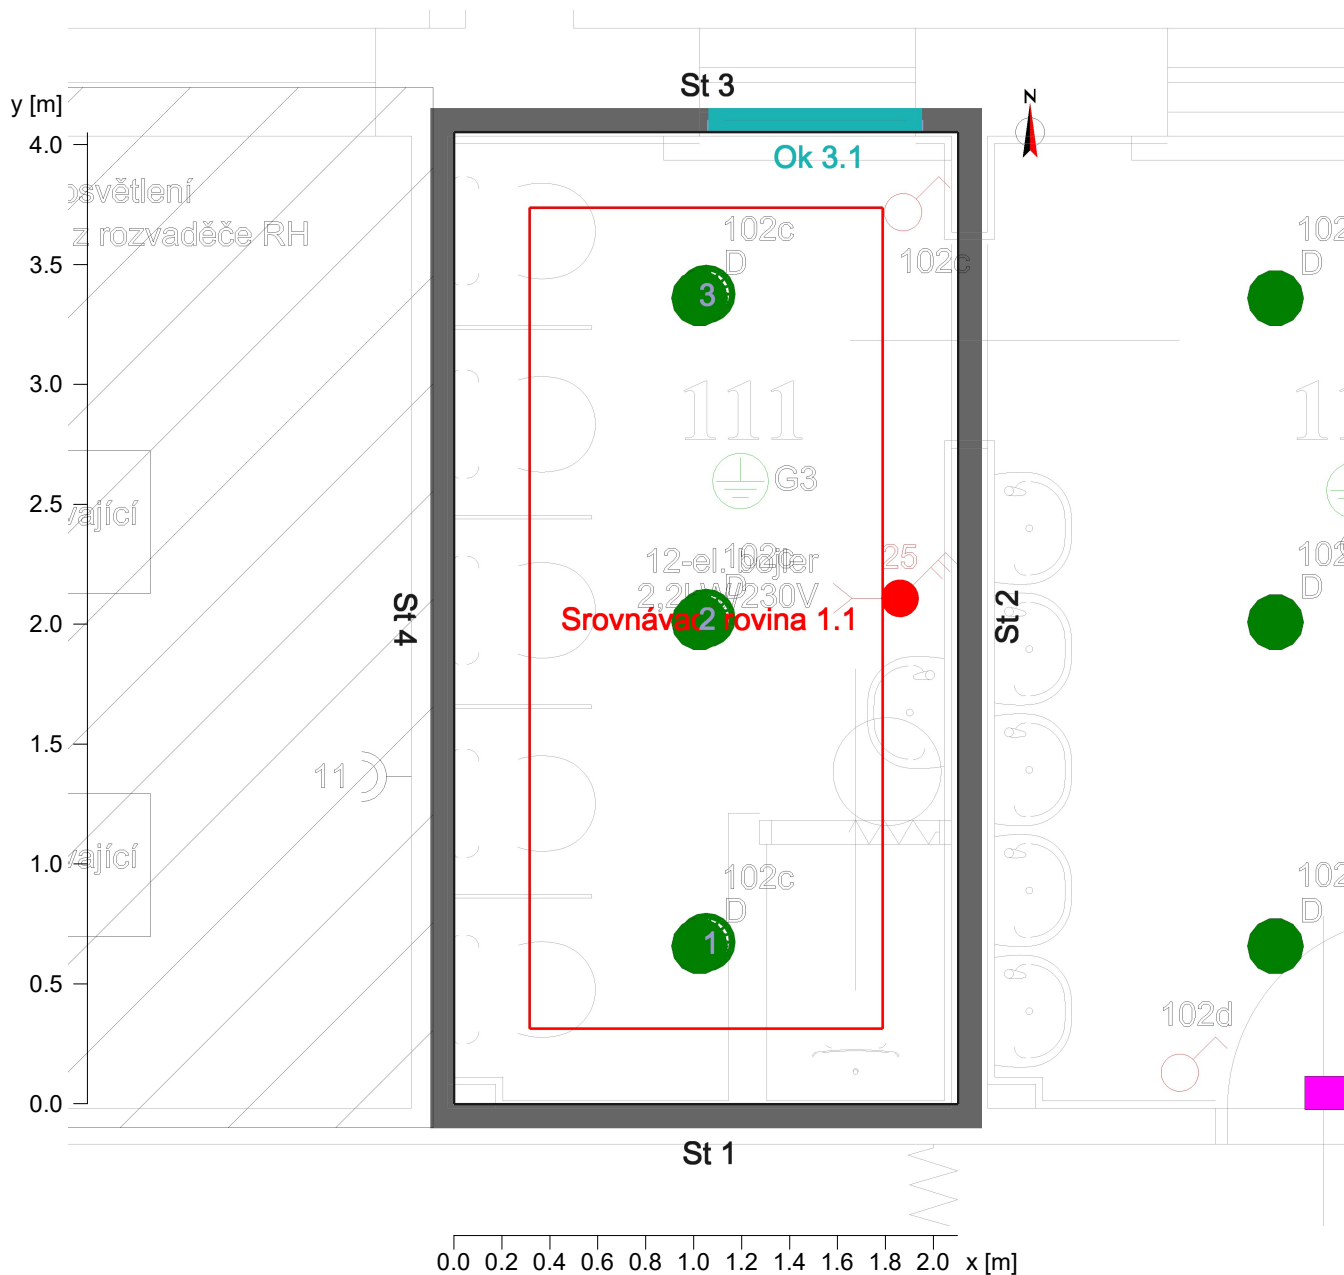 St 3
y [m]
N
4.0
Ok 3.1
osvětlení
z rozvaděče RH
102c
D
102c
102
D
3.5
3
3.0
111
11
2.5
vající
G3
102c
D
12-el. bojler
2,2kW/230V
25
102
D
2.0
St 4
Srovnávací rovina 1.1
2
St 2
1.5
11
1.0
vající
102c
D
102
D
1
0.5
102d
0.0
St 1
0.0 0.2 0.4 0.6 0.8 1.0 1.2 1.4 1.6 1.8 2.0 x [m]